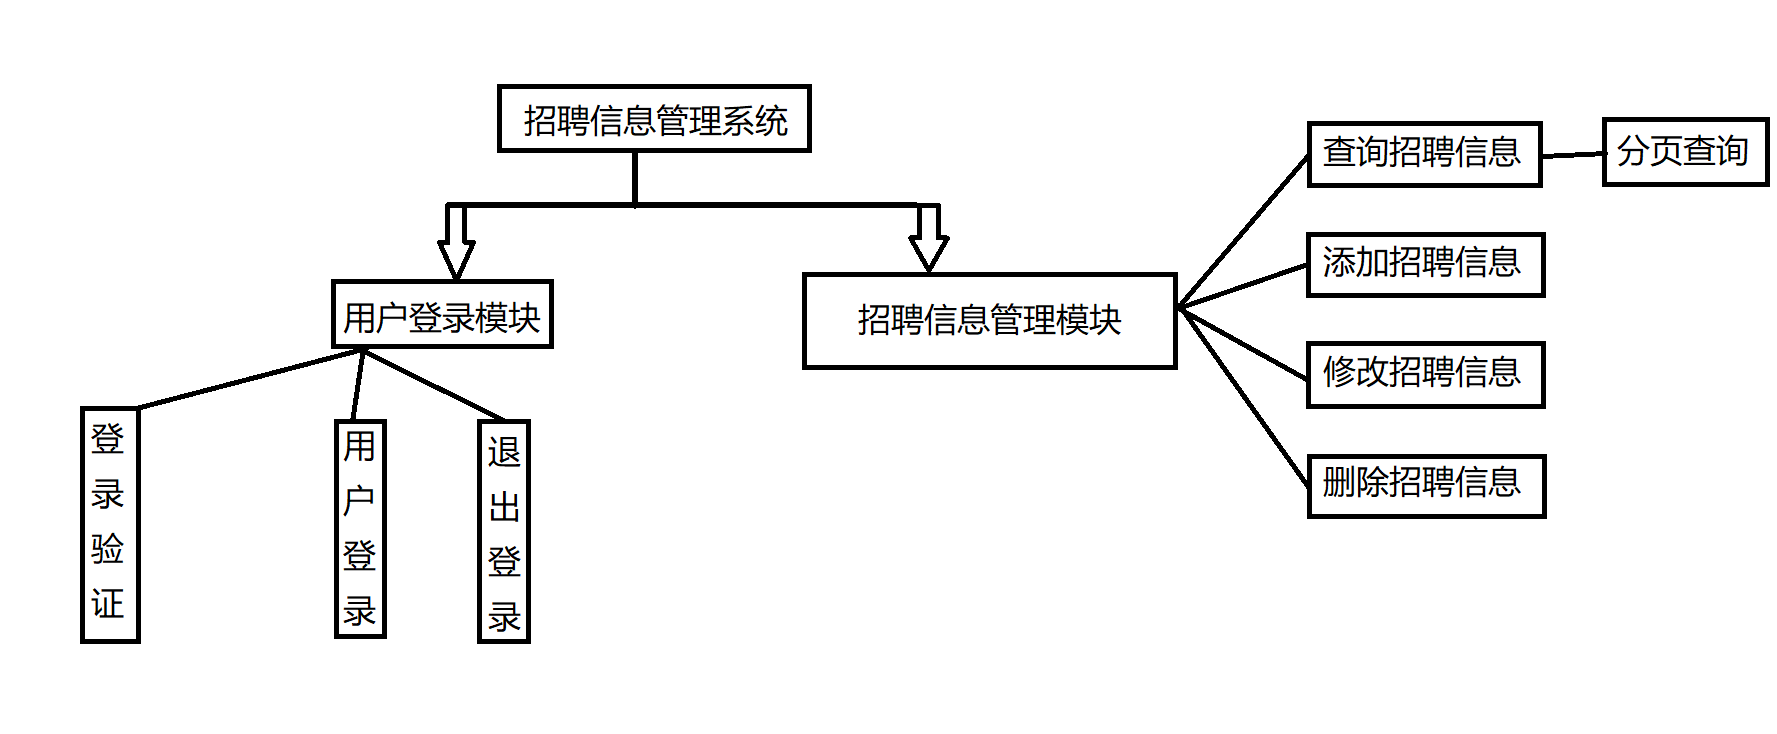 招聘信息管理系统
用户登录模块
招聘信息管理模块
登录验证
用户登录
退出登录
查询招聘信息
分页查询
添加招聘信息
修改招聘信息
删除招聘信息